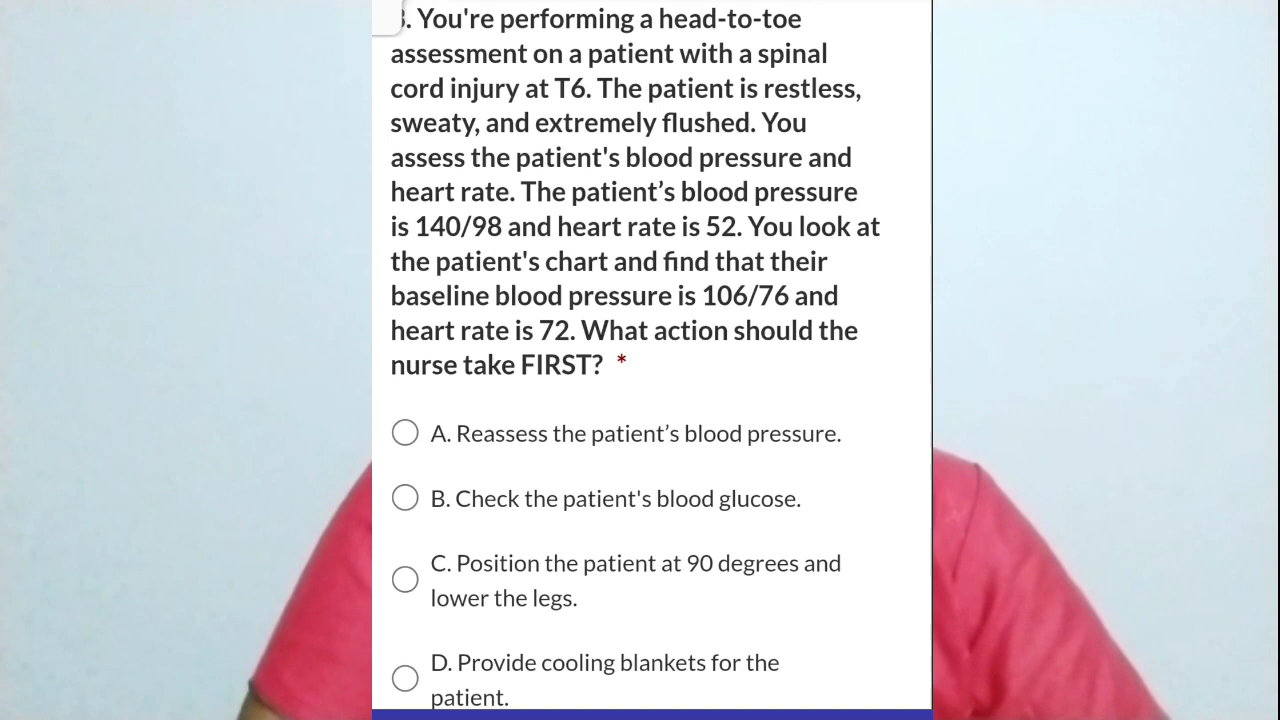 3. You're performing a head-to-toe
assessment on a patient with a spinal
cord injury at T6. The patient is restless,
sweaty, and extremely flushed. You
assess the patient's blood pressure and
heart rate. The patient’s blood pressure
is 140/98 and heart rate is 52. You look at
the patient's chart and find that their
baseline blood pressure is 106/76 and
heart rate is 72. What action should the
nurse take FIRST? *
A. Reassess the patient’s blood pressure.
B. Check the patient's blood glucose.
C. Position the patient at 90 degrees and
lower the legs.
D. Provide cooling blankets for the
patient.